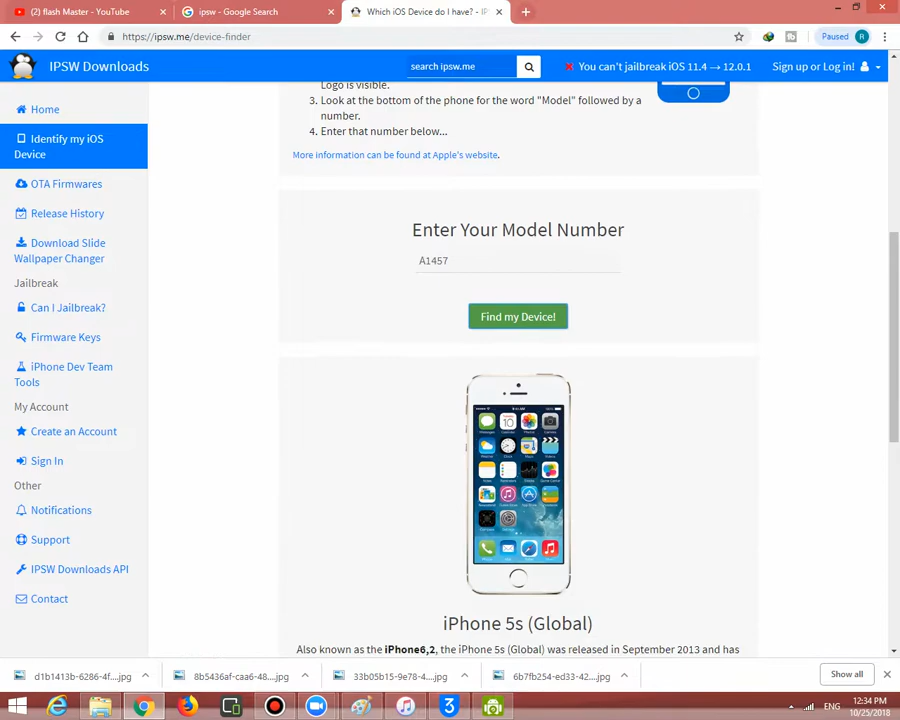 (2) flash Master - YouTube
ipsw - Google Search
Which iOS Device do I have? - IPS
https://ipsw.me/device-finder
Paused
R
IPSW Downloads
search ipsw.me
You can't jailbreak iOS 11.4 → 12.0.1
Sign up or Log in!
Home
Identify my iOS
Device
OTA Firmwares
Release History
Download Slide
Wallpaper Changer
Jailbreak
Can I Jailbreak?
Firmware Keys
iPhone Dev Team
Tools
My Account
Create an Account
Sign In
Other
Notifications
Support
IPSW Downloads API
Contact
Logo is visible.
3. Look at the bottom of the phone for the word "Model" followed by a
number.
4. Enter that number below...
More information can be found at Apple's website.
Enter Your Model Number
A1457
Find my Device!
iPhone 5s (Global)
Also known as the iPhone6,2, the iPhone 5s (Global) was released in September 2013 and has
d1b1413b-6286-4f....jpg
8b5436af-caa6-48....jpg
33b05b15-9e78-4....jpg
6b7fb254-ed33-42....jpg
Show all
ENG
12:34 PM
10/25/2018